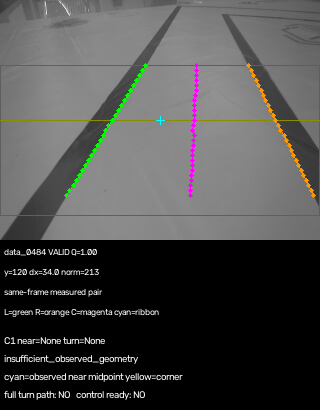 data_0484 VALID Q=1.00
y=120 dx=34.0 norm=213
same-frame measured pair
L=green R=orange C=magenta cyan=ribbon
C1 near=None turn=None
insufficient_observed_geometry
cyan=observed near midpoint yellow=corner
full turn path: NO control ready: NO